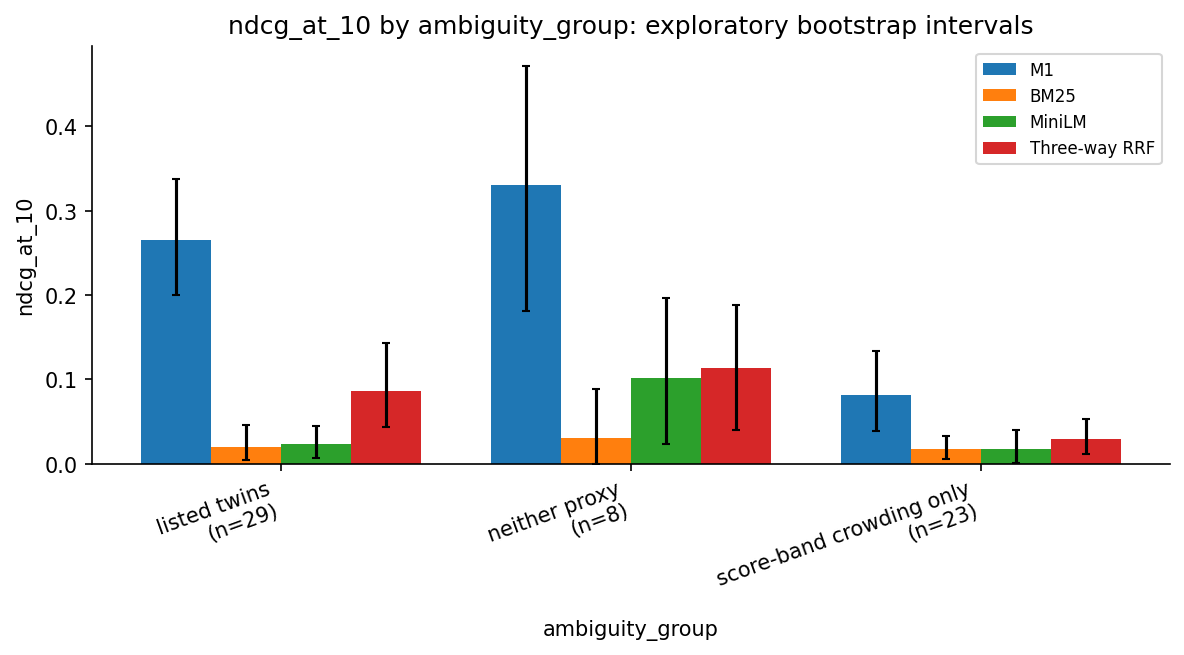 ndcg_at_10 by ambiguity_group: exploratory bootstrap intervals
M1
BM25
MiniLM
Three-way RRF
ndcg_at_10
0.4
0.3
0.2
0.1
0.0
listed twins
(n=29)
neither proxy
(n=8)
score-band crowding only
(n=23)
ambiguity_group